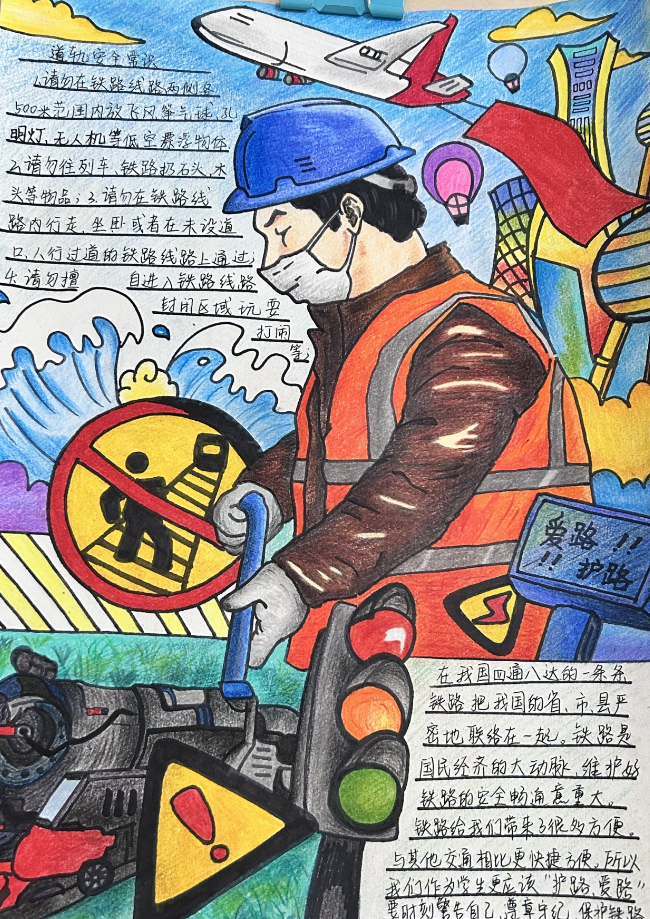 道轨安全常识
1.请勿在铁路线路两侧各
500米范围内放飞风筝气球,孔
明灯,无人机等低空悬浮物体
2.请勿往列车、铁路扔石头、木
头等物品;3.请勿在铁路线
路内行走、坐卧或者在未设道
口、人行过道的铁路线路上通过;
4.请勿擅 自进入铁路线路
封闭区域玩耍
打闹
等;
爱路!!
!!护路
在我国四通八达的一条条
铁路把我国的省、市、县严
密地联络在一起。铁路是
国民经济的大动脉,维护好
铁路的安全畅通意重大。
铁路给我们带来了很多方便。
与其他交通相比更快捷方便,所以
我们作为学生更应该“护路、爱路”
要时刻警告自己,遵章守纪,保护铁路